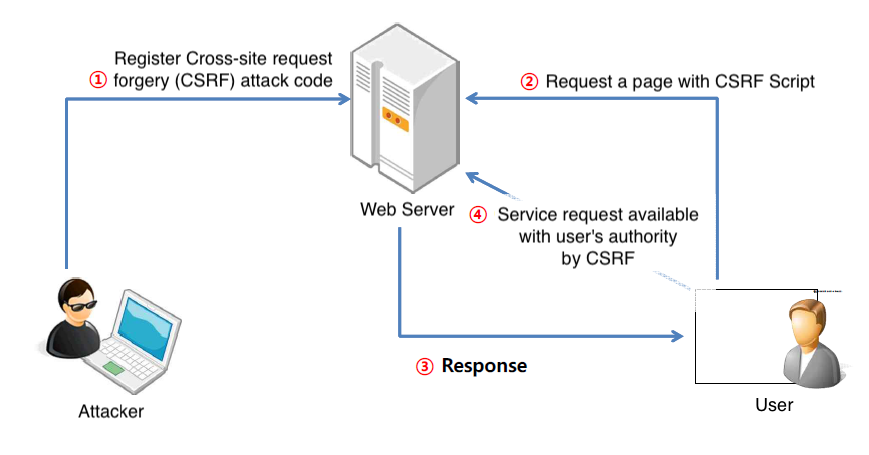 Register Cross-site request
① forgery (CSRF) attack code
② Request a page with CSRF Script
Web Server
④ Service request available
with user's authority
by CSRF
③ Response
Attacker
User